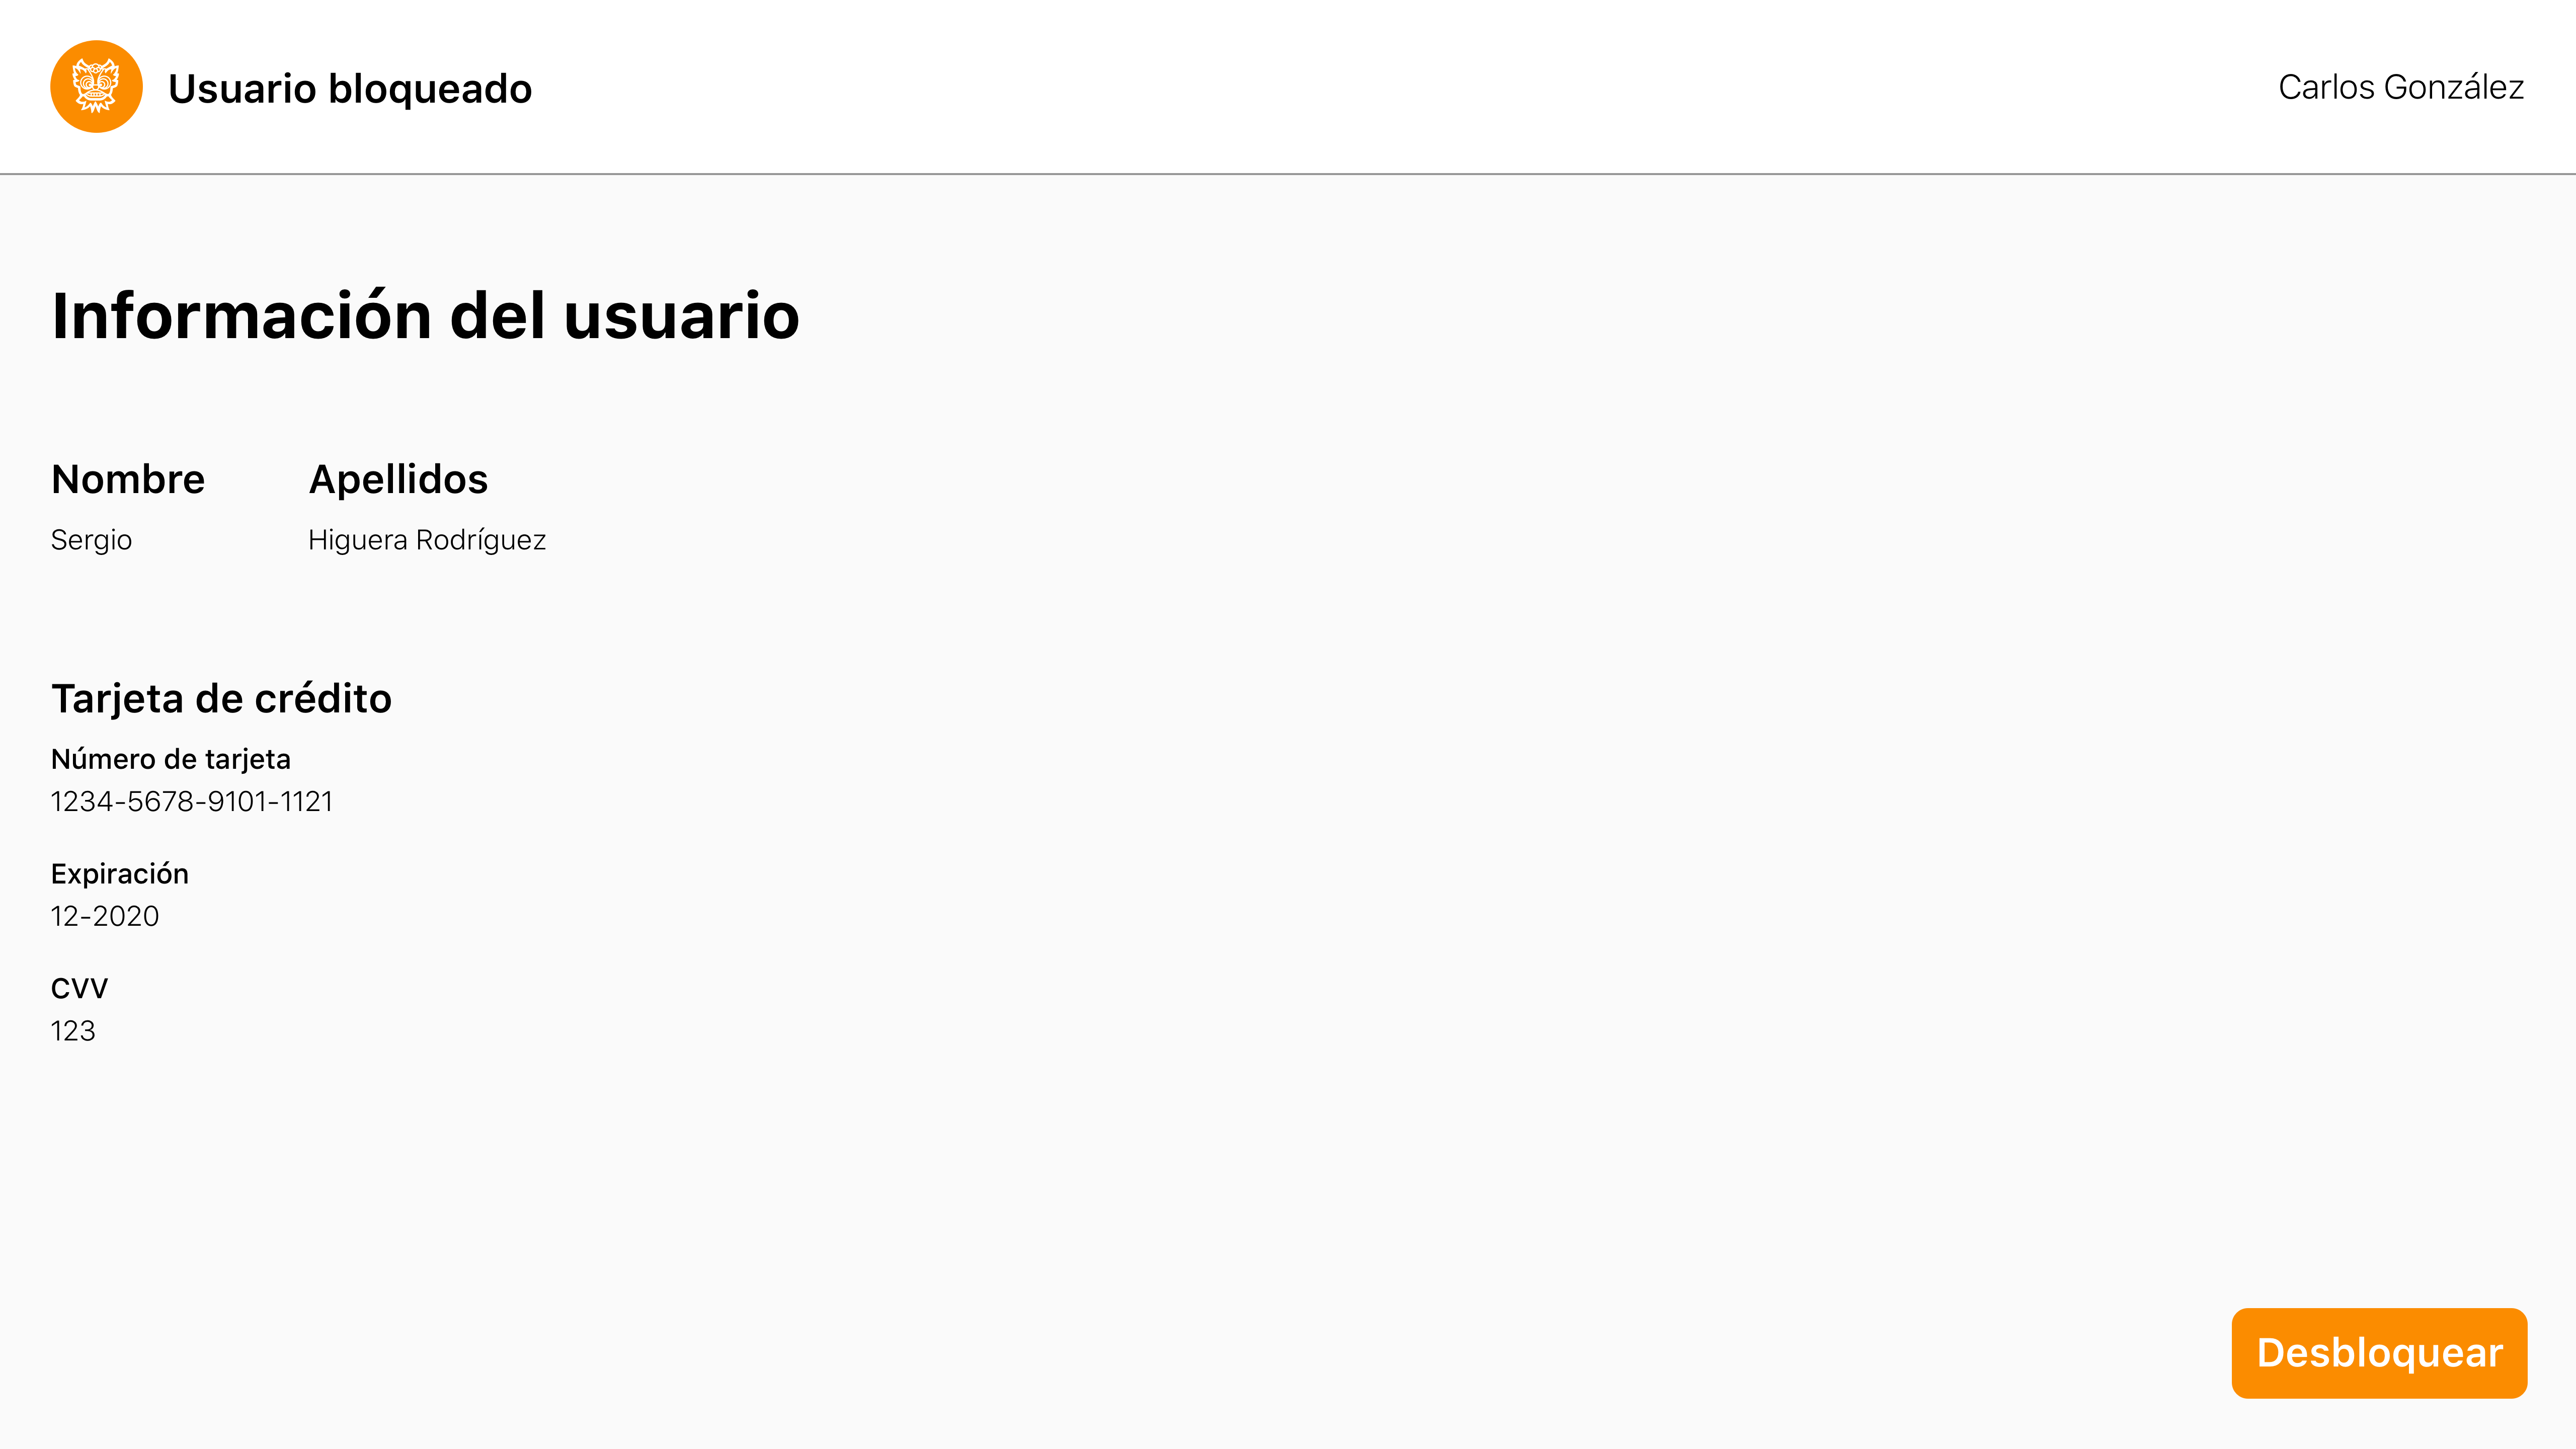 Usuario bloqueado
Carlos González
Información del usuario
Nombre Apellidos
Sergio Higuera Rodríguez
Tarjeta de crédito
Número de tarjeta
1234-5678-9101-1121
Expiración
12-2020
CVV
123
Desbloquear